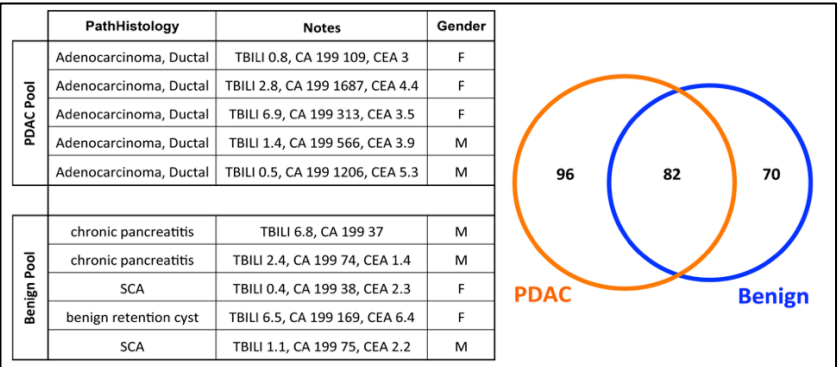 PathHistology Notes Gender
PDAC Pool
Adenocarcinoma, Ductal TBILI 0.8, CA 199 109, CEA 3 F
Adenocarcinoma, Ductal TBILI 2.8, CA 199 1687, CEA 4.4 F
Adenocarcinoma, Ductal TBILI 6.9, CA 199 313, CEA 3.5 F
Adenocarcinoma, Ductal TBILI 1.4, CA 199 566, CEA 3.9 M
Adenocarcinoma, Ductal TBILI 0.5, CA 199 1206, CEA 5.3 M
Benign Pool
chronic pancreatitis TBILI 6.8, CA 199 37 M
chronic pancreatitis TBILI 2.4, CA 199 74, CEA 1.4 M
SCA TBILI 0.4, CA 199 38, CEA 2.3 F
benign retention cyst TBILI 6.5, CA 199 169, CEA 6.4 F
SCA TBILI 1.1, CA 199 75, CEA 2.2 M
96 82 70
PDAC Benign